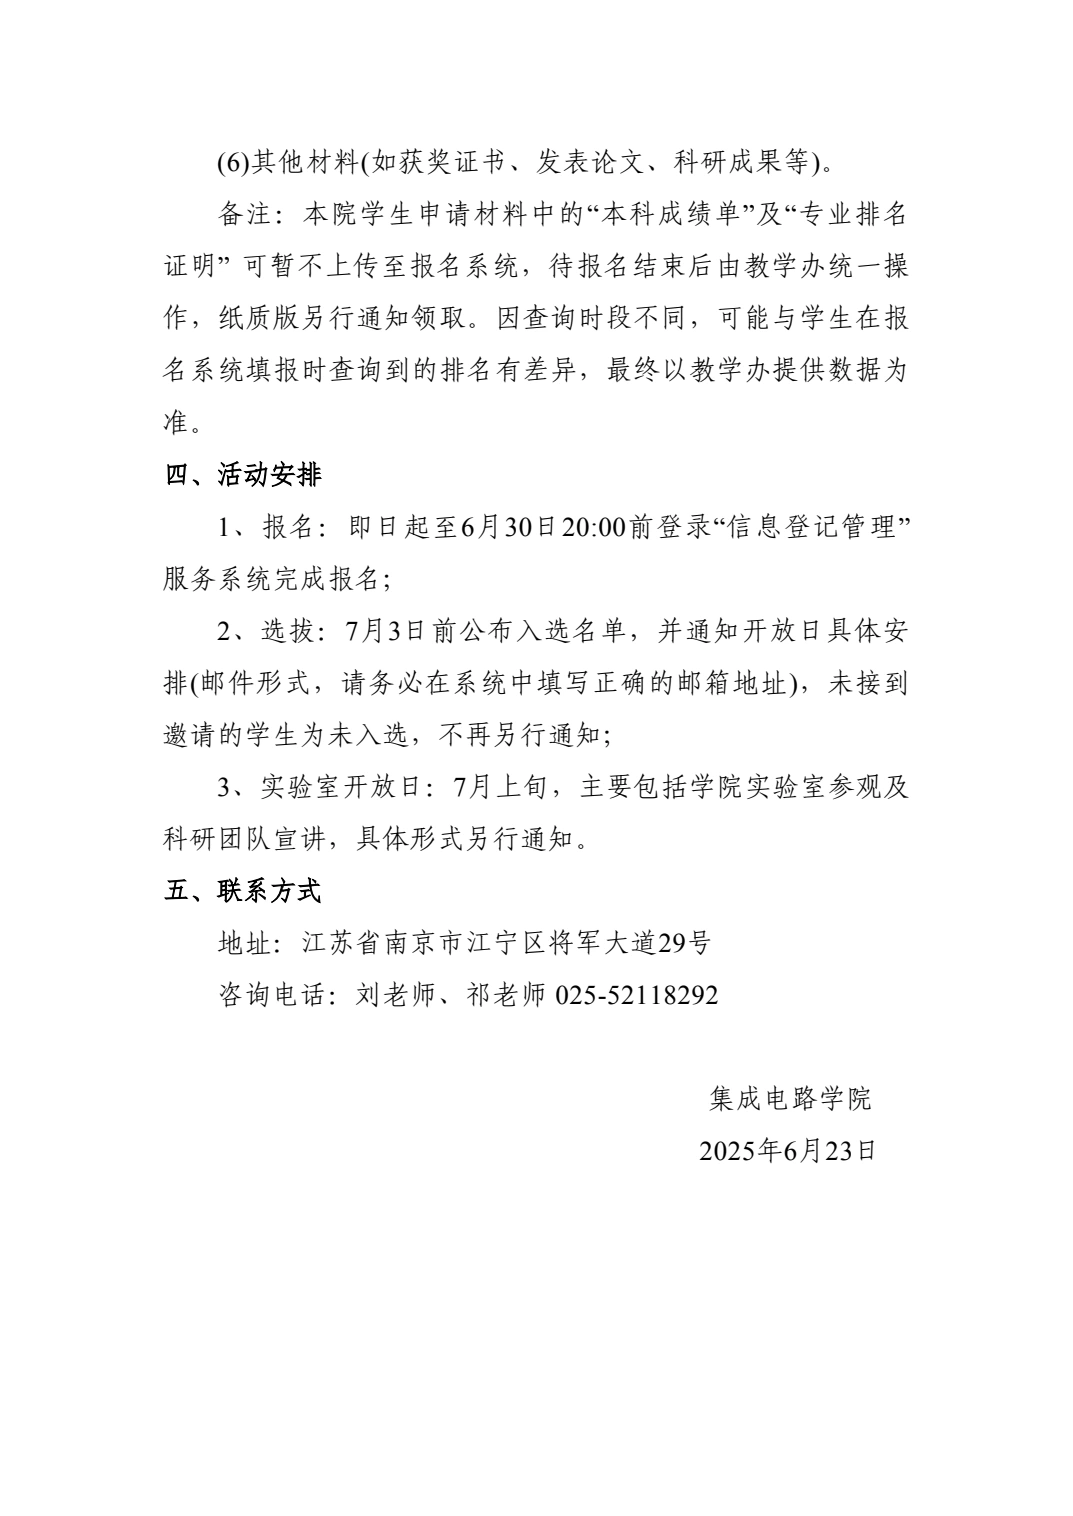 (6)其他材料(如获奖证书、发表论文、科研成果等)。
备注：本院学生申请材料中的“本科成绩单”及“专业排名
证明” 可暂不上传至报名系统，待报名结束后由教学办统一操
作，纸质版另行通知领取。因查询时段不同，可能与学生在报
名系统填报时查询到的排名有差异，最终以教学办提供数据为
准。
四、活动安排
1、报名：即日起至6月30日20:00前登录“信息登记管理”
服务系统完成报名；
2、选拔：7月3日前公布入选名单，并通知开放日具体安
排(邮件形式，请务必在系统中填写正确的邮箱地址)，未接到
邀请的学生为未入选，不再另行通知；
3、实验室开放日：7月上旬，主要包括学院实验室参观及
科研团队宣讲，具体形式另行通知。
五、联系方式
地址：江苏省南京市江宁区将军大道29号
咨询电话：刘老师、祁老师 025-52118292
集成电路学院
2025年6月23日